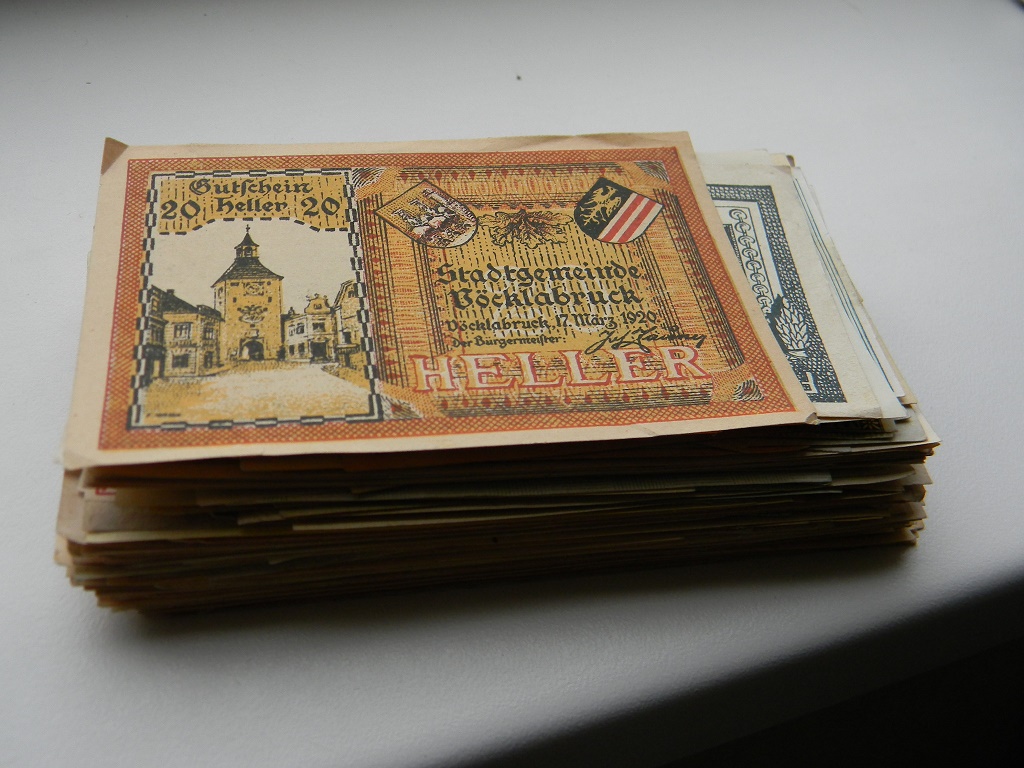 Gutschein
20 Heller 20
Stadtgemeinde
Vöcklabruck
Vöcklabruck, 17. März 1920.
der Bürgermeister:
HELLER